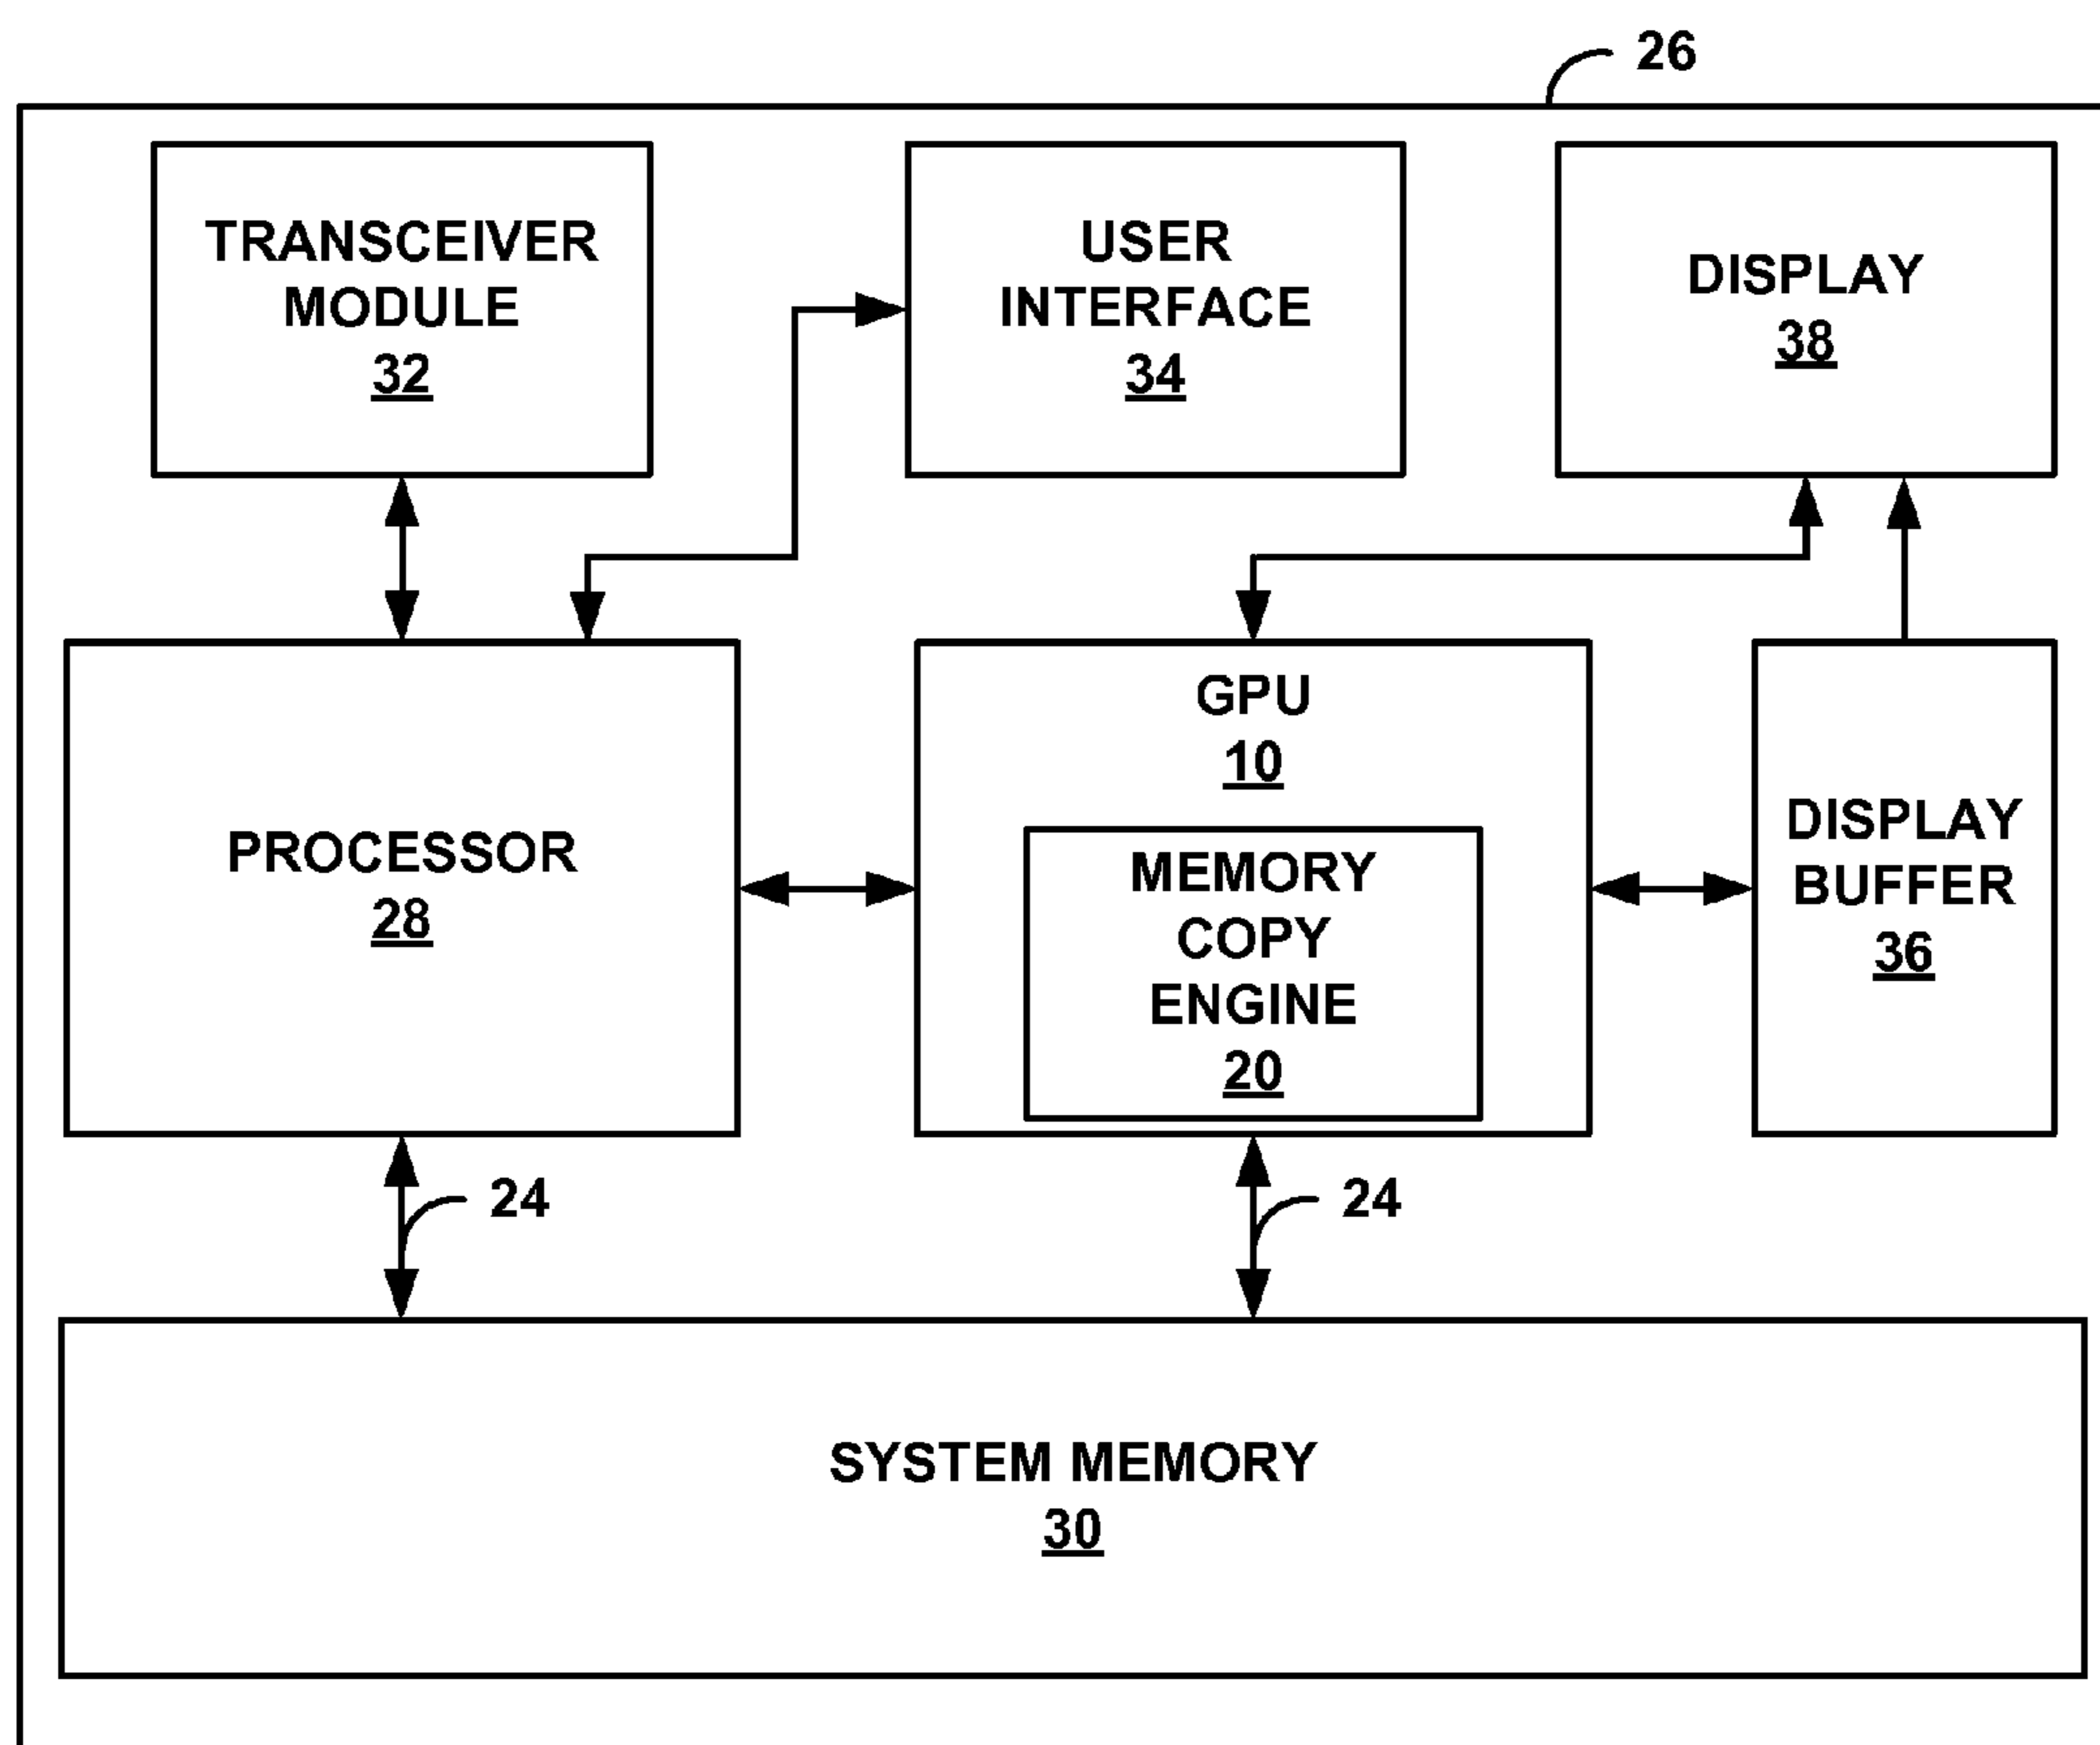 26
TRANSCEIVER
MODULE
32
USER
INTERFACE
34
DISPLAY
38
PROCESSOR
28
GPU
10
MEMORY
COPY
ENGINE
20
DISPLAY
BUFFER
36
24
24
SYSTEM MEMORY
30